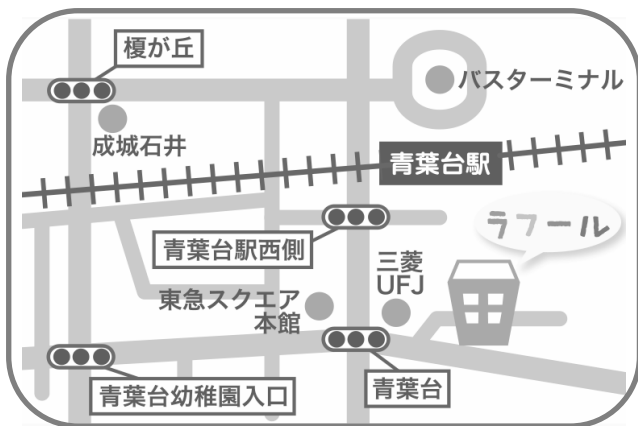 榎が丘
バスターミナル
成城石井
青葉台駅
ラフール
青葉台駅西側
三菱
UFJ
東急スクエア
本館
青葉台
青葉台幼稚園入口